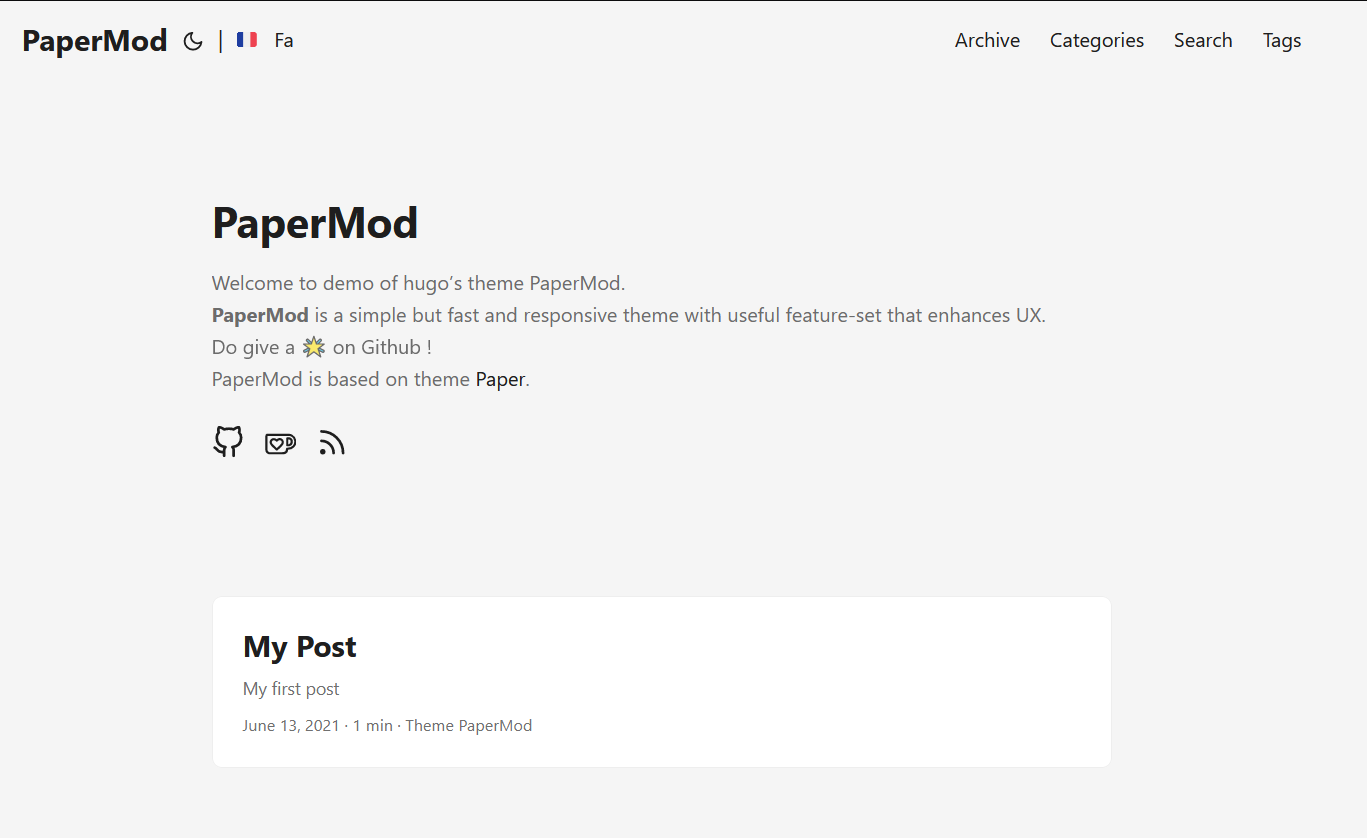 PaperMod | 🇫🇷 Fa Archive Categories Search Tags
PaperMod
Welcome to demo of hugo’s theme PaperMod.
PaperMod is a simple but fast and responsive theme with useful feature-set that enhances UX.
Do give a 🌟 on Github !
PaperMod is based on theme Paper.
My Post
My first post
June 13, 2021 · 1 min · Theme PaperMod